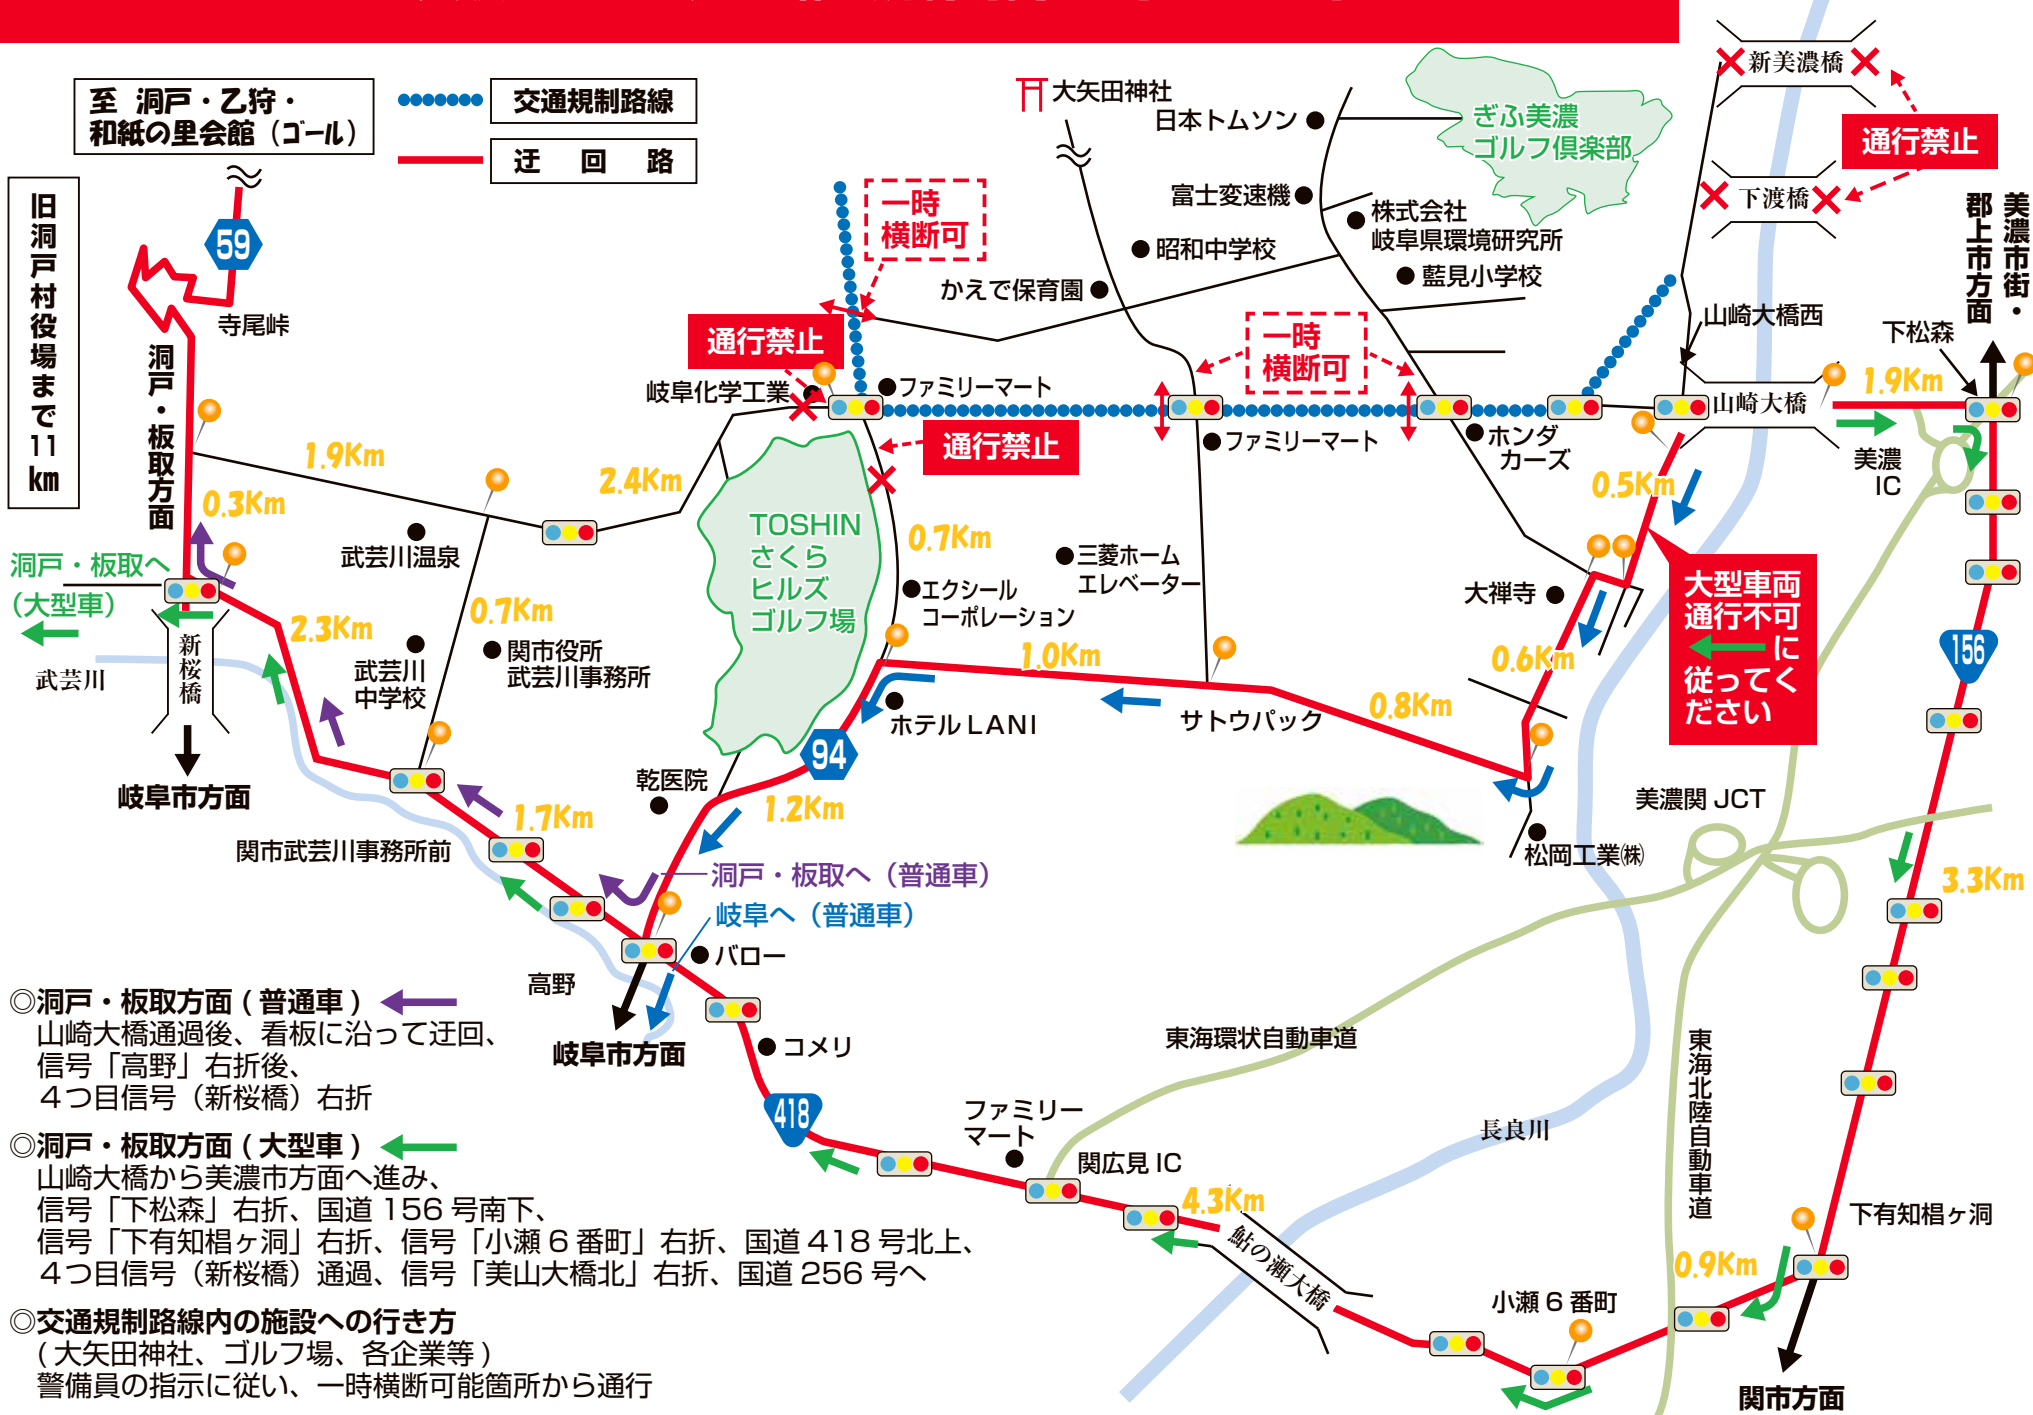 至 洞戸・乙狩・
和紙の里会館（ゴール）
交通規制路線
迂 回 路
旧洞戸村役場まで11km
59
寺尾峠
洞戸・板取方面
大矢田神社
日本トムソン
富士変速機
昭和中学校
かえで保育園
株式会社
岐阜県環境研究所
藍見小学校
ぎふ美濃
ゴルフ倶楽部
新美濃橋
通行禁止
下渡橋
美濃市街・
郡上市方面
一時
横断可
通行禁止
岐阜化学工業
ファミリーマート
一時
横断可
山崎大橋西
下松森
1.9Km
山崎大橋
美濃
IC
通行禁止
ファミリーマート
ホンダ
カーズ
0.5Km
1.9Km
2.4Km
0.3Km
武芸川温泉
TOSHIN
さくら
ヒルズ
ゴルフ場
0.7Km
三菱ホーム
エレベーター
エクシール
コーポレーション
大禅寺
大型車両
通行不可
に
従ってく
ださい
156
洞戸・板取へ
（大型車）
新桜橋
武芸川
2.3Km
0.7Km
武芸川
中学校
関市役所
武芸川事務所
1.0Km
0.6Km
ホテル LANI
サトウパック
0.8Km
94
岐阜市方面
乾医院
1.2Km
1.7Km
関市武芸川事務所前
美濃関 JCT
松岡工業㈱
洞戸・板取へ（普通車）
岐阜へ（普通車）
3.3Km
バロー
高野
岐阜市方面
コメリ
418
東海環状自動車道
東海北陸自動車道
長良川
ファミリー
マート
関広見 IC
4.3Km
鮎の瀬大橋
下有知椙ヶ洞
0.9Km
小瀬 6 番町
関市方面
◎洞戸・板取方面 ( 普通車 )
山崎大橋通過後、看板に沿って迂回、
信号「高野」右折後、
４つ目信号（新桜橋）右折
◎洞戸・板取方面 ( 大型車 )
山崎大橋から美濃市方面へ進み、
信号「下松森」右折、国道 156 号南下、
信号「下有知椙ヶ洞」右折、信号「小瀬 6 番町」右折、国道 418 号北上、
４つ目信号（新桜橋）通過、信号「美山大橋北」右折、国道 256 号へ
◎交通規制路線内の施設への行き方
( 大矢田神社、ゴルフ場、各企業等 )
警備員の指示に従い、一時横断可能箇所から通行